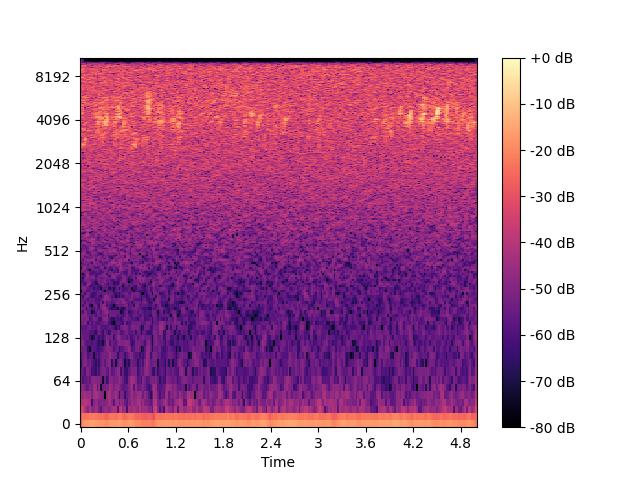 8192
4096
2048
1024
512
256
128
64
0
Hz
0 0.6 1.2 1.8 2.4 3 3.6 4.2 4.8
Time
+0 dB
-10 dB
-20 dB
-30 dB
-40 dB
-50 dB
-60 dB
-70 dB
-80 dB